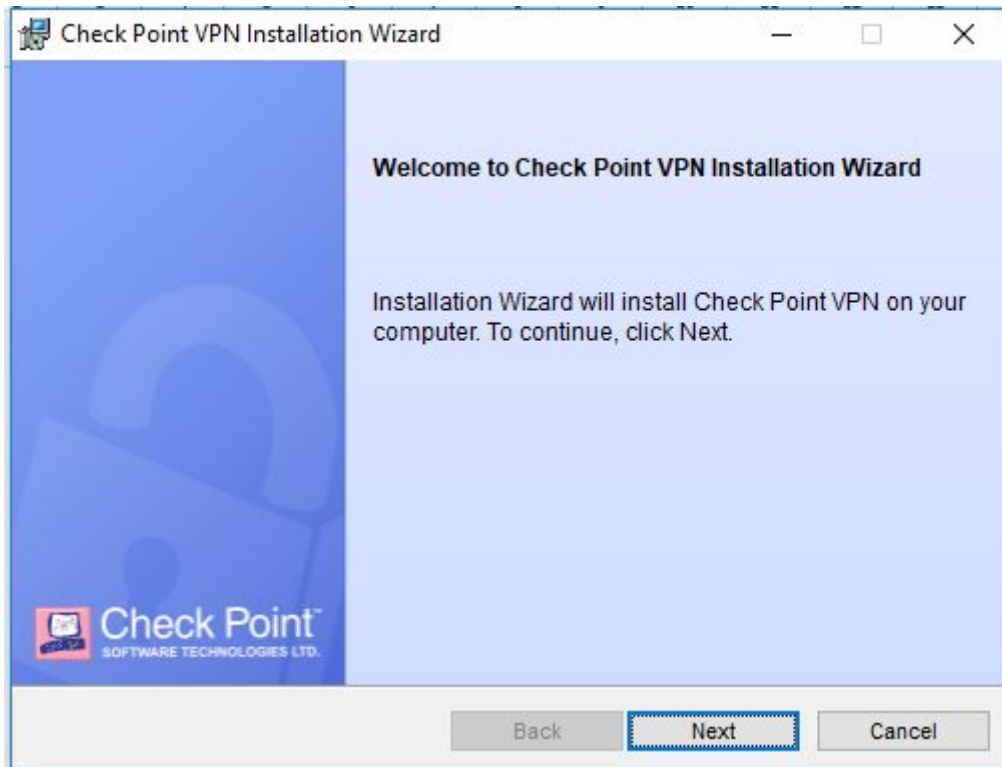 Check Point VPN Installation Wizard
Welcome to Check Point VPN Installation Wizard
Installation Wizard will install Check Point VPN on your
computer. To continue, click Next.
Check Point™
SOFTWARE TECHNOLOGIES LTD.
Back Next Cancel